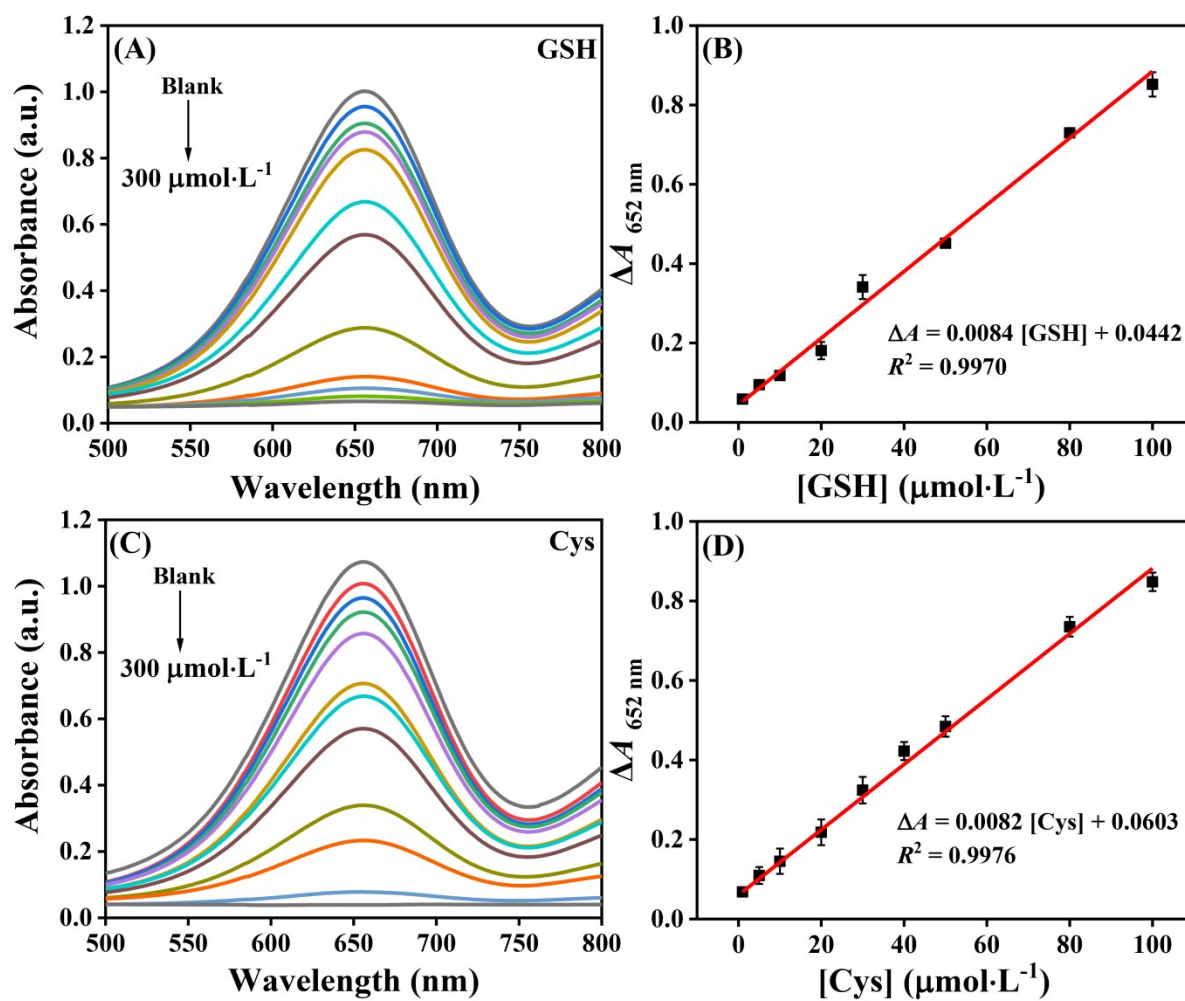 (A)
GSH
Blank
300 μmol·L⁻¹
1.2
1.0
0.8
0.6
0.4
0.2
0.0
Absorbance (a.u.)
500 550 600 650 700 750 800
Wavelength (nm)
(B)
1.0
0.8
0.6
0.4
0.2
0.0
ΔA 652 nm
ΔA = 0.0084 [GSH] + 0.0442
R² = 0.9970
0 20 40 60 80 100
[GSH] (μmol·L⁻¹)
(C)
Cys
Blank
300 μmol·L⁻¹
1.2
1.0
0.8
0.6
0.4
0.2
0.0
Absorbance (a.u.)
500 550 600 650 700 750 800
Wavelength (nm)
(D)
1.0
0.8
0.6
0.4
0.2
0.0
ΔA 652 nm
ΔA = 0.0082 [Cys] + 0.0603
R² = 0.9976
0 20 40 60 80 100
[Cys] (μmol·L⁻¹)